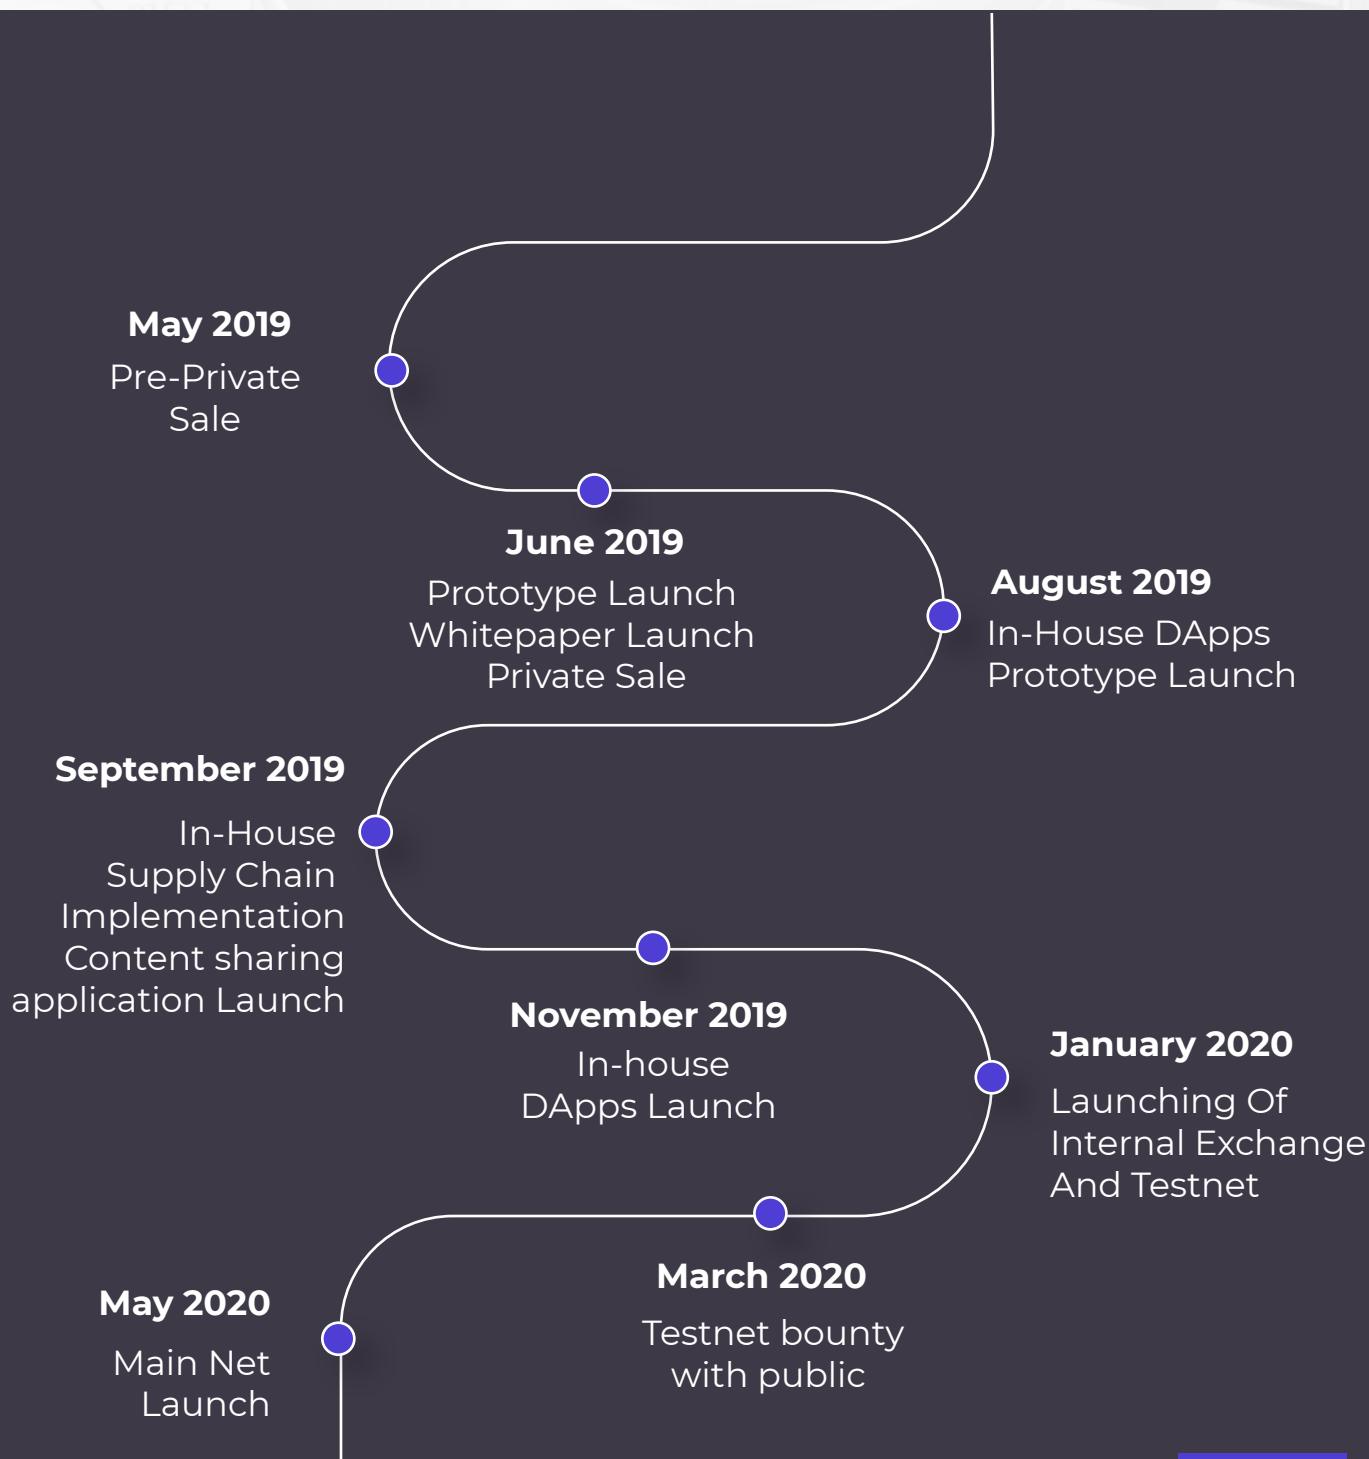 May 2019
Pre-Private
Sale
June 2019
Prototype Launch
Whitepaper Launch
Private Sale
August 2019
In-House DApps
Prototype Launch
September 2019
In-House
Supply Chain
Implementation
Content sharing
application Launch
November 2019
In-house
DApps Launch
January 2020
Launching Of
Internal Exchange
And Testnet
March 2020
Testnet bounty
with public
May 2020
Main Net
Launch